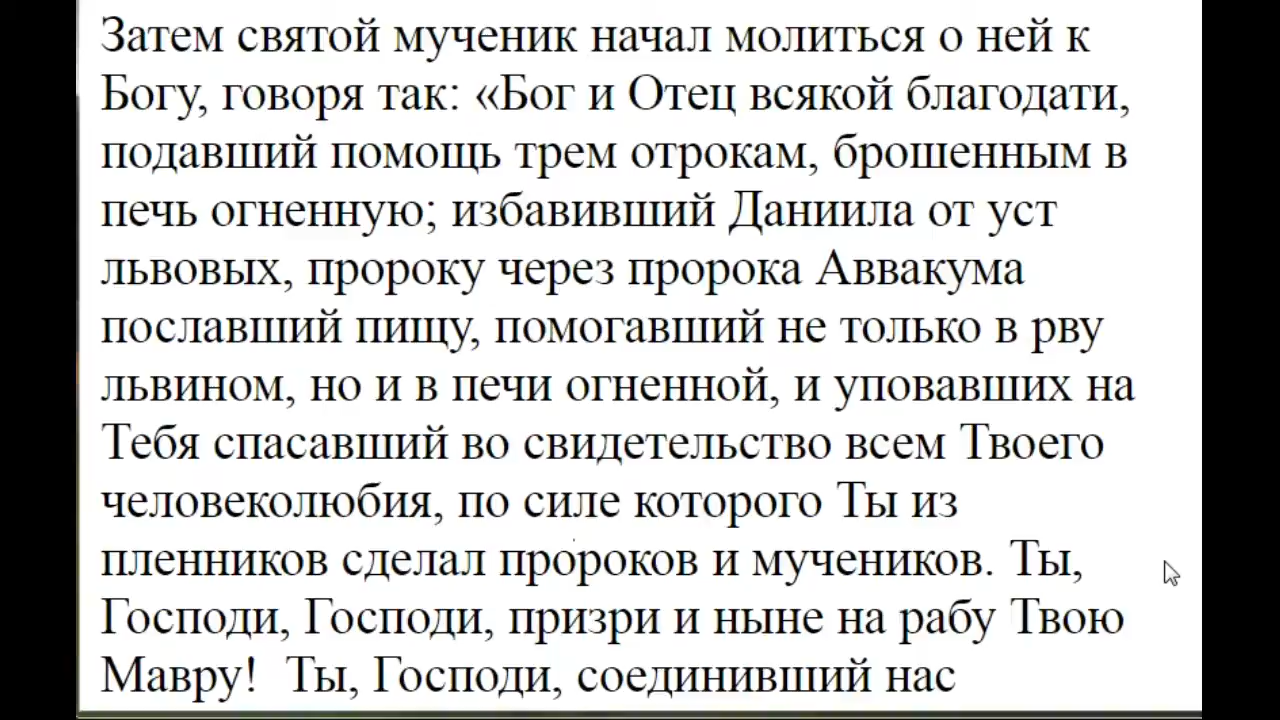 Затем святой мученик начал молиться о ней к
Богу, говоря так: «Бог и Отец всякой благодати,
подавший помощь трем отрокам, брошенным в
печь огненную; избавивший Даниила от уст
львовых, пророку через пророка Аввакума
пославший пищу, помогавший не только в рву
львином, но и в печи огненной, и уповавших на
Тебя спасавший во свидетельство всем Твоего
человеколюбия, по силе которого Ты из
пленников сделал пророков и мучеников. Ты,
Господи, Господи, призри и ныне на рабу Твою
Мавру!  Ты, Господи, соединивший нас